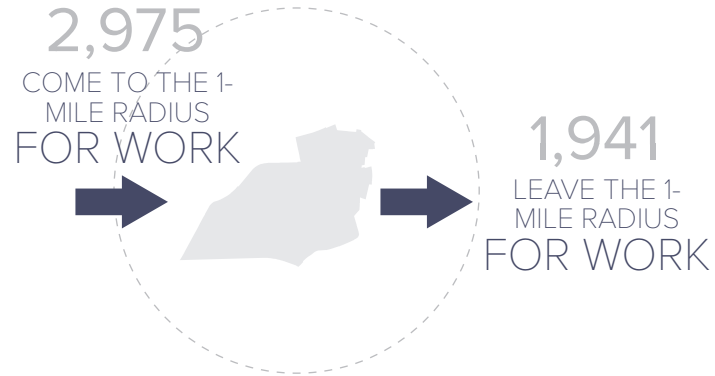 2,975
COME TO THE 1-
MILE RADIUS
FOR WORK
1,941
LEAVE THE 1-
MILE RADIUS
FOR WORK